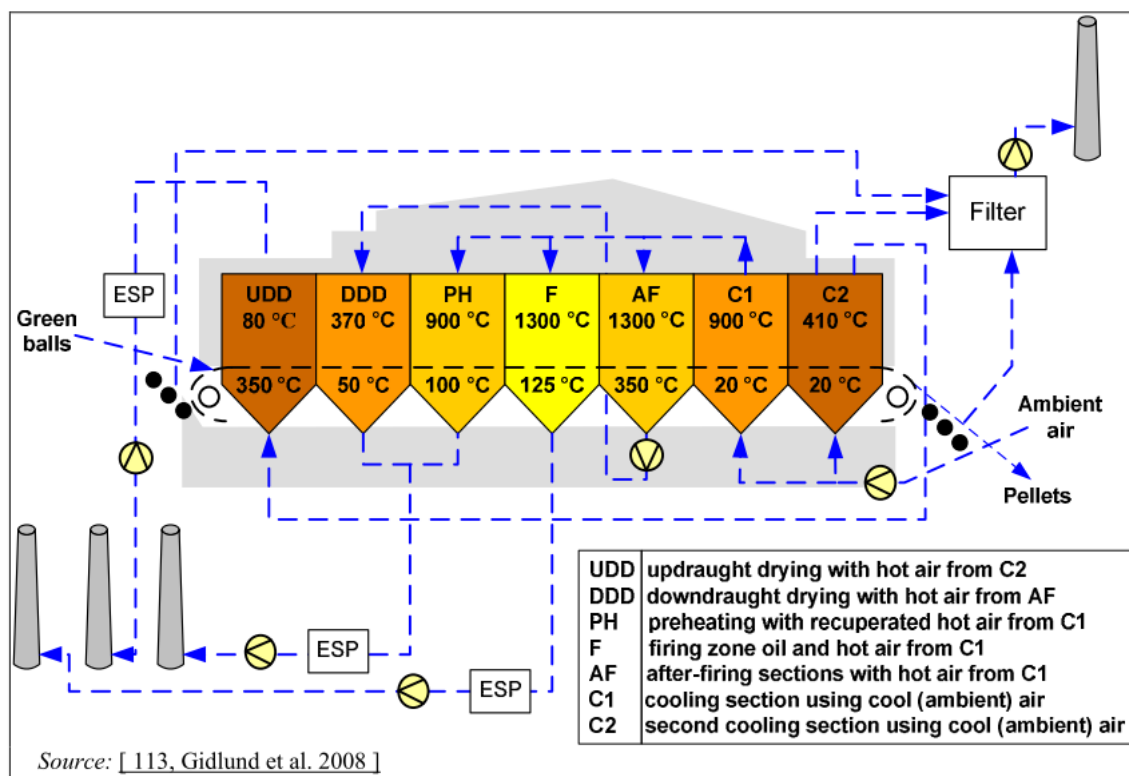 Filter
ESP
UDD DDD PH F AF C1 C2
80 °C 370 °C 900 °C 1300 °C 1300 °C 900 °C 410 °C
Green
balls
350 °C 50 °C 100 °C 125 °C 350 °C 20 °C 20 °C
Ambient
air
Pellets
ESP
ESP
UDD updraught drying with hot air from C2
DDD downdraught drying with hot air from AF
PH preheating with recuperated hot air from C1
F firing zone oil and hot air from C1
AF after-firing sections with hot air from C1
C1 cooling section using cool (ambient) air
C2 second cooling section using cool (ambient) air
Source: [ 113, Gidlund et al. 2008 ]